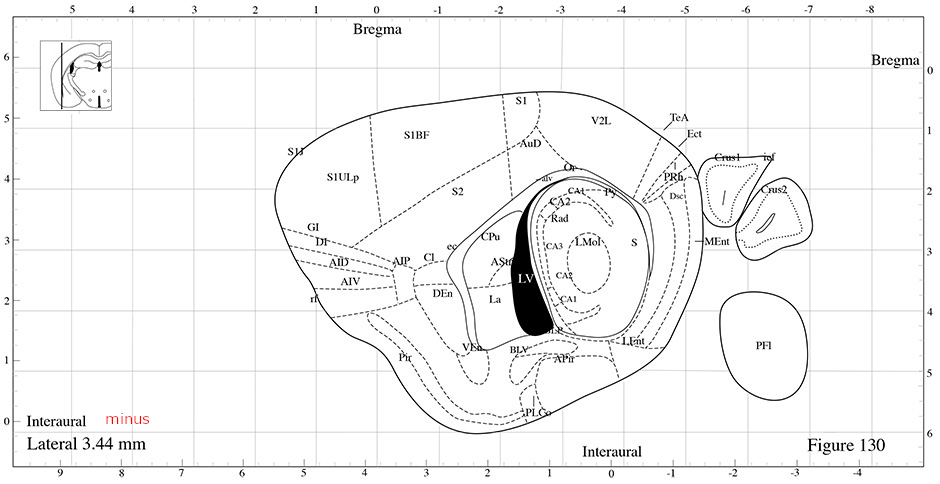 5 4 3 2 1 0 -1 -2 -3 -4 -5 -6 -7 -8
Bregma
Bregma
6
0
S1
V2L
TeA
5
1
S1BF
Ect
AuD
S1J
Crus1
icf
Or
4
S1ULp
alv
PRh
2
S2
CA1
Py
Dsc
Crus2
CA2
Rad
GI
3
DI
CPu
LMol
S
MEnt
3
ec
CA3
AID
AIP
Cl
AStr
AIV
LV
CA2
DEn
2
rf
La
CA1
4
VEn
BLV
LEnt
PFl
1
Pir
APir
5
PLCo
0
Interaural minus
6
Lateral 3.44 mm
Figure 130
Interaural
9 8 7 6 5 4 3 2 1 0 -1 -2 -3 -4